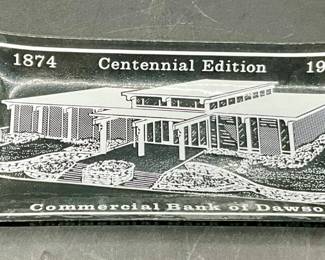 1874 Centennial Edition 19
Commercial Bank of Dawso